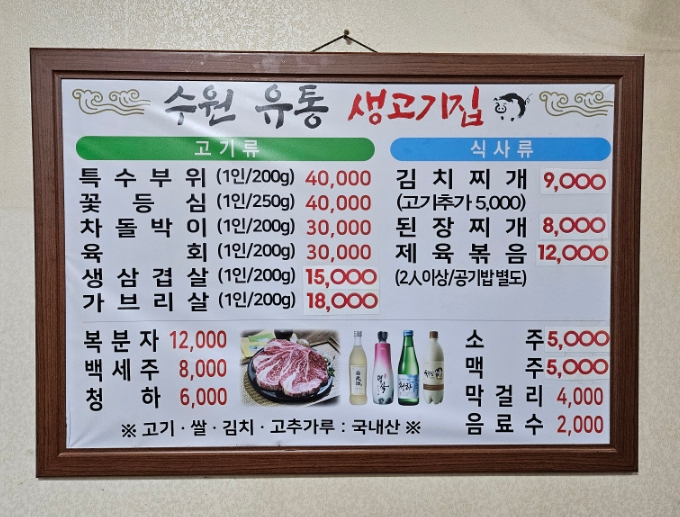 수원 유통 생고기집
고기류
특수부위 (1인/200g) 40,000
꽃등심 (1인/250g) 40,000
차돌박이 (1인/200g) 30,000
육회 (1인/200g) 30,000
생삼겹살 (1인/200g) 15,000
가브리살 (1인/200g) 18,000
식사류
김치찌개 9,000
(고기추가 5,000)
된장찌개 8,000
제육볶음 12,000
(2人이상/공기밥 별도)
복분자 12,000
백세주 8,000
청하 6,000
소주 5,000
맥주 5,000
막걸리 4,000
음료수 2,000
※ 고기 · 쌀 · 김치 · 고추가루 : 국내산 ※